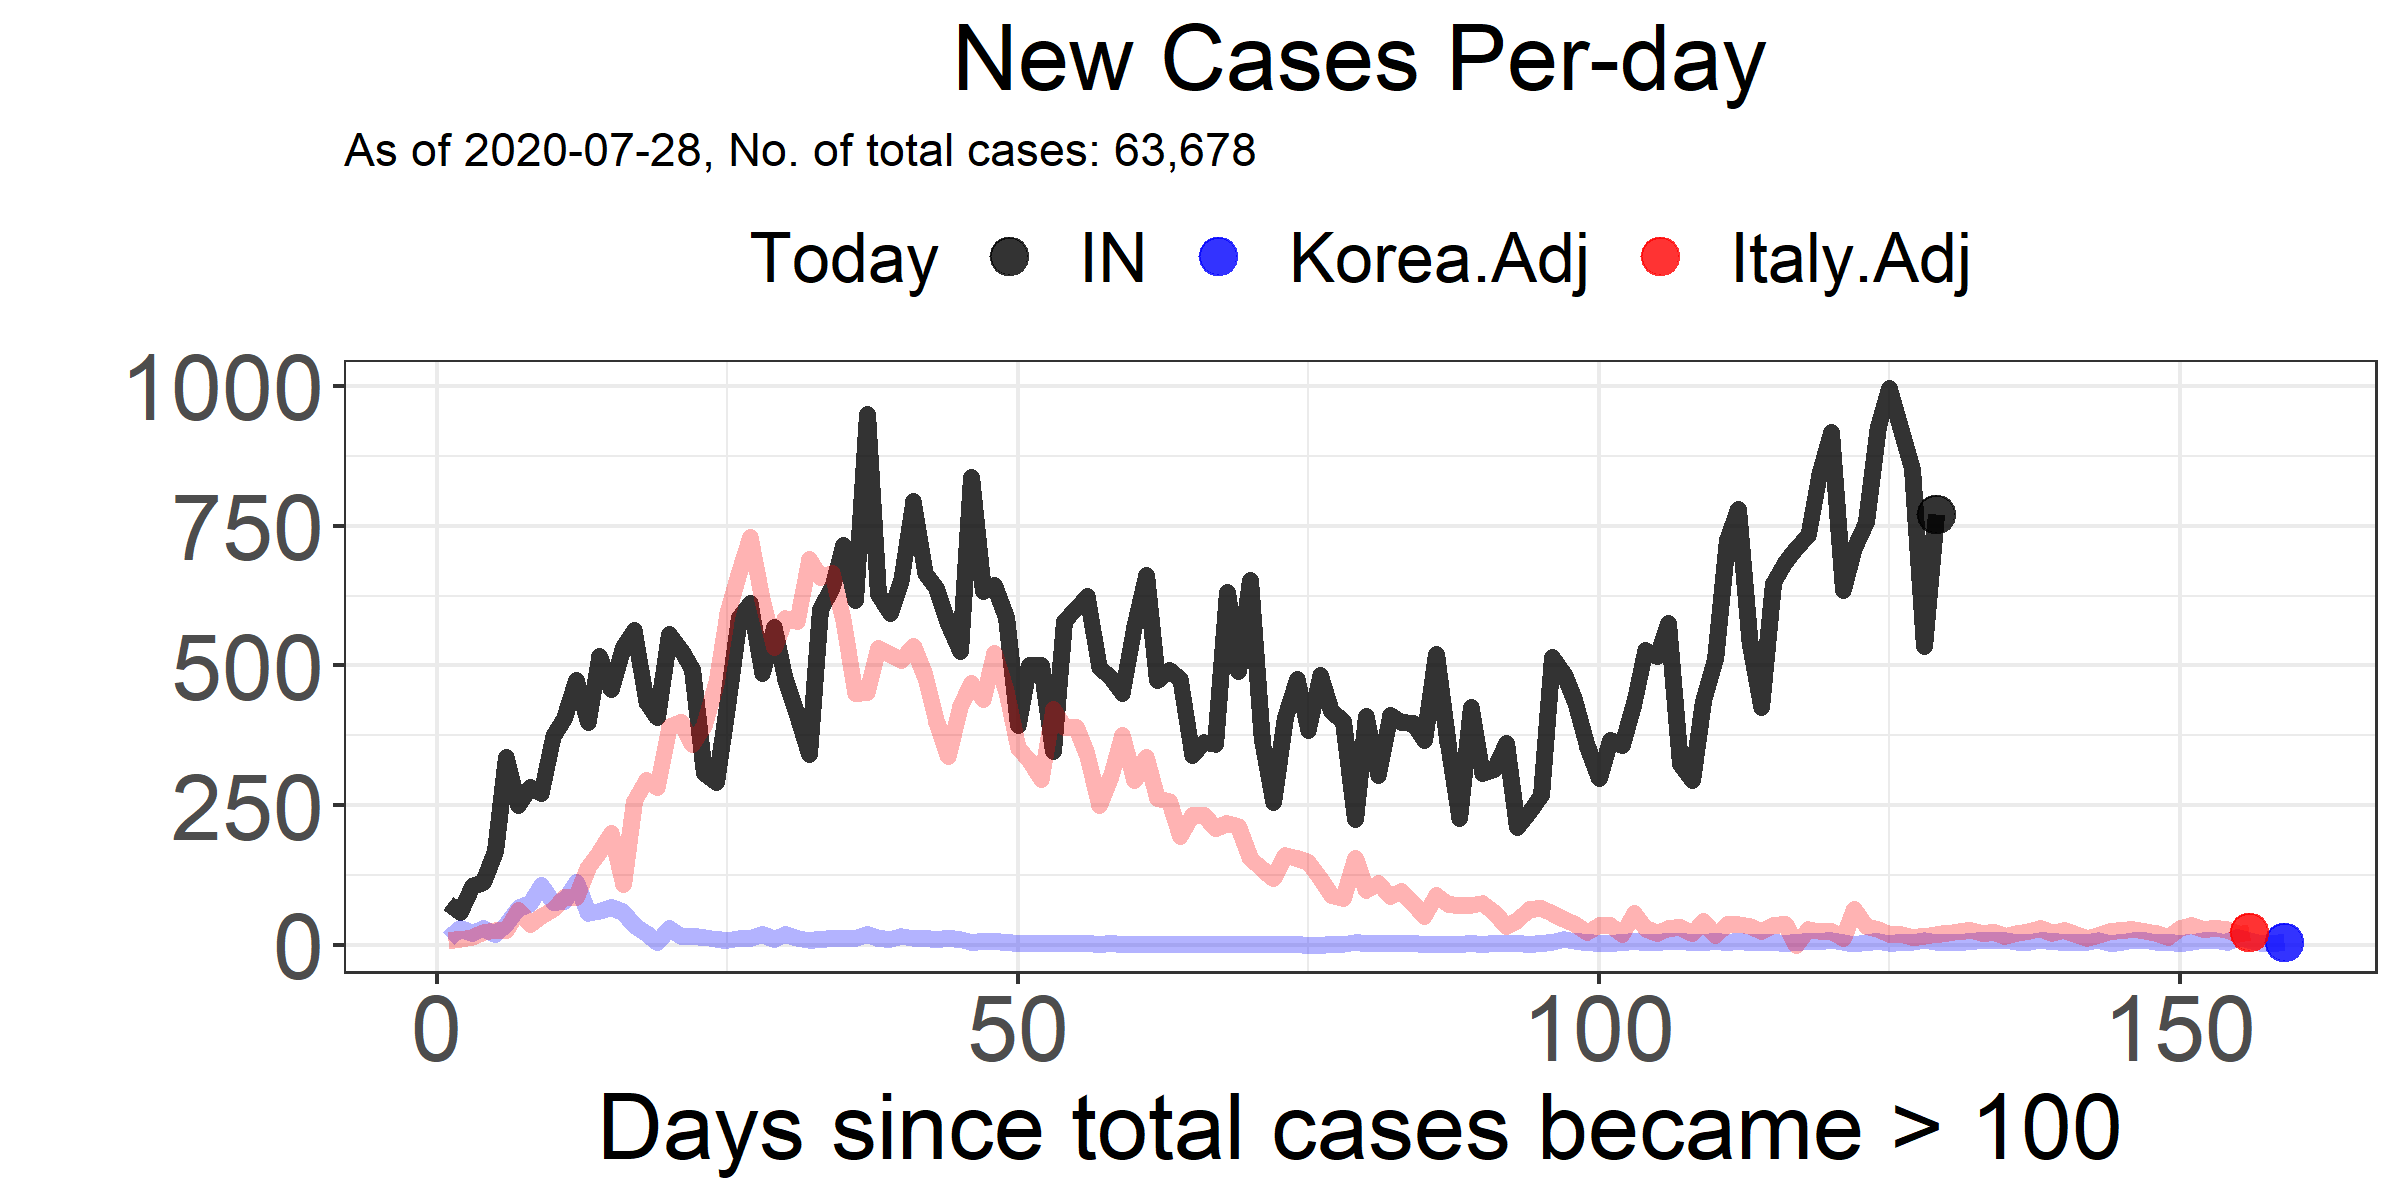 New Cases Per-day
As of 2020-07-28, No. of total cases: 63,678
Today IN Korea.Adj Italy.Adj
1000
750
500
250
0
0 50 100 150
Days since total cases became > 100